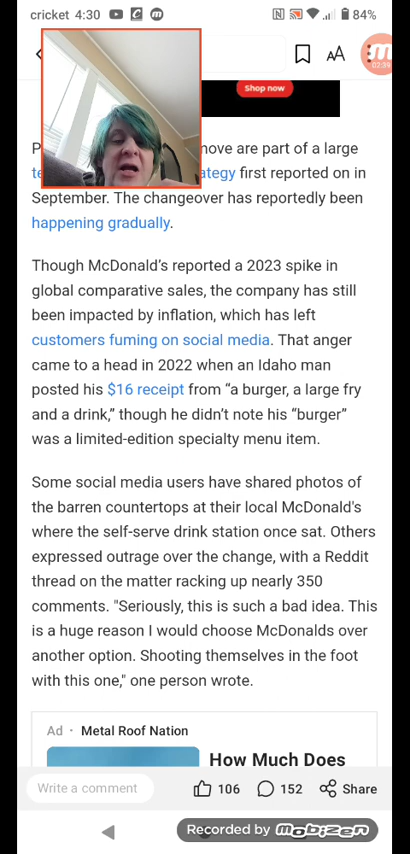 cricket 4:30
84%
AA
02:39
Shop now
move are part of a large
ategy first reported on in
September. The changeover has reportedly been
happening gradually.
Though McDonald’s reported a 2023 spike in
global comparative sales, the company has still
been impacted by inflation, which has left
customers fuming on social media. That anger
came to a head in 2022 when an Idaho man
posted his $16 receipt from “a burger, a large fry
and a drink,” though he didn’t note his “burger”
was a limited-edition specialty menu item.
Some social media users have shared photos of
the barren countertops at their local McDonald's
where the self-serve drink station once sat. Others
expressed outrage over the change, with a Reddit
thread on the matter racking up nearly 350
comments. "Seriously, this is such a bad idea. This
is a huge reason I would choose McDonalds over
another option. Shooting themselves in the foot
with this one," one person wrote.
Ad · Metal Roof Nation
How Much Does
Write a comment 106 152 Share
Recorded by mobizen